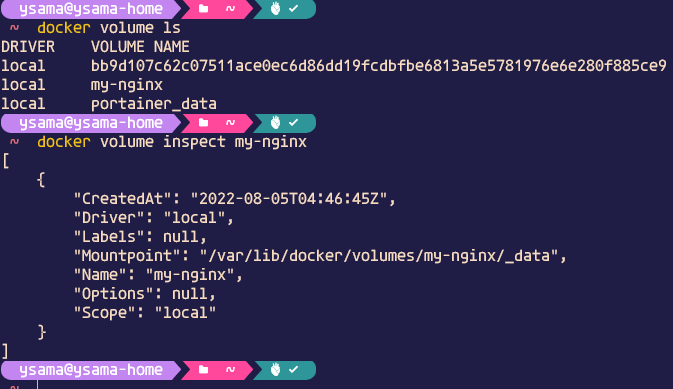 ysama@ysama-home ~ ✓
~ docker volume ls
DRIVER    VOLUME NAME
local     bb9d107c62c07511ace0ec6d86dd19fcdbfbe6813a5e5781976e6e280f885ce9
local     my-nginx
local     portainer_data
ysama@ysama-home ~ ✓
~ docker volume inspect my-nginx
[
    {
        "CreatedAt": "2022-08-05T04:46:45Z",
        "Driver": "local",
        "Labels": null,
        "Mountpoint": "/var/lib/docker/volumes/my-nginx/_data",
        "Name": "my-nginx",
        "Options": null,
        "Scope": "local"
    }
]
ysama@ysama-home ~ ✓
~